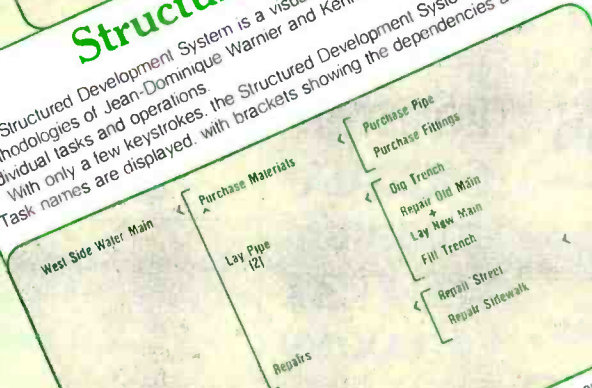 Structu
Structured Development System is a visu
thodologies of Jean-Dominique Warnier and Ken
dividual tasks and operations.
With only a few keystrokes, the Structured Development Syste
Task names are displayed, with brackets showing the dependencies a
West Side Water Main
Purchase Materials
Purchase Pipe
Purchase Fittings
Lay Pipe
(2)
Dig Trench
Repair Old Main
+
Lay New Main
Fill Trench
Repairs
Repair Street
Repair Sidewalk